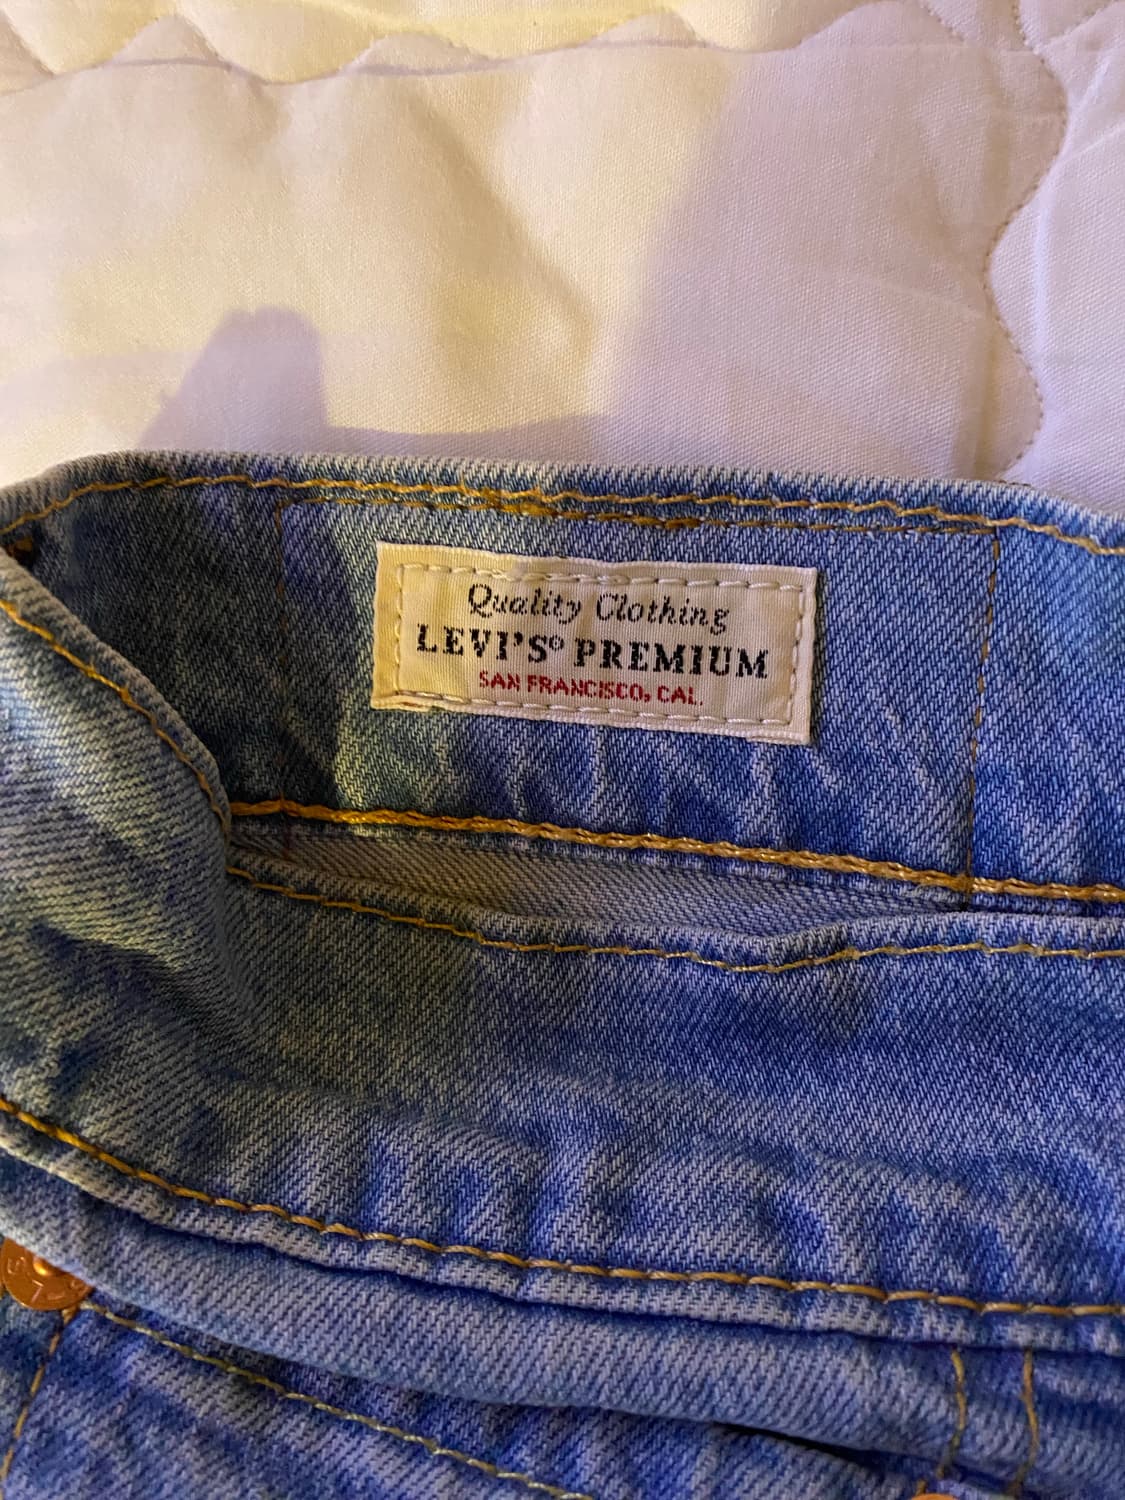 Quality Clothing
LEVI'S® PREMIUM
SAN FRANCISCO, CAL.